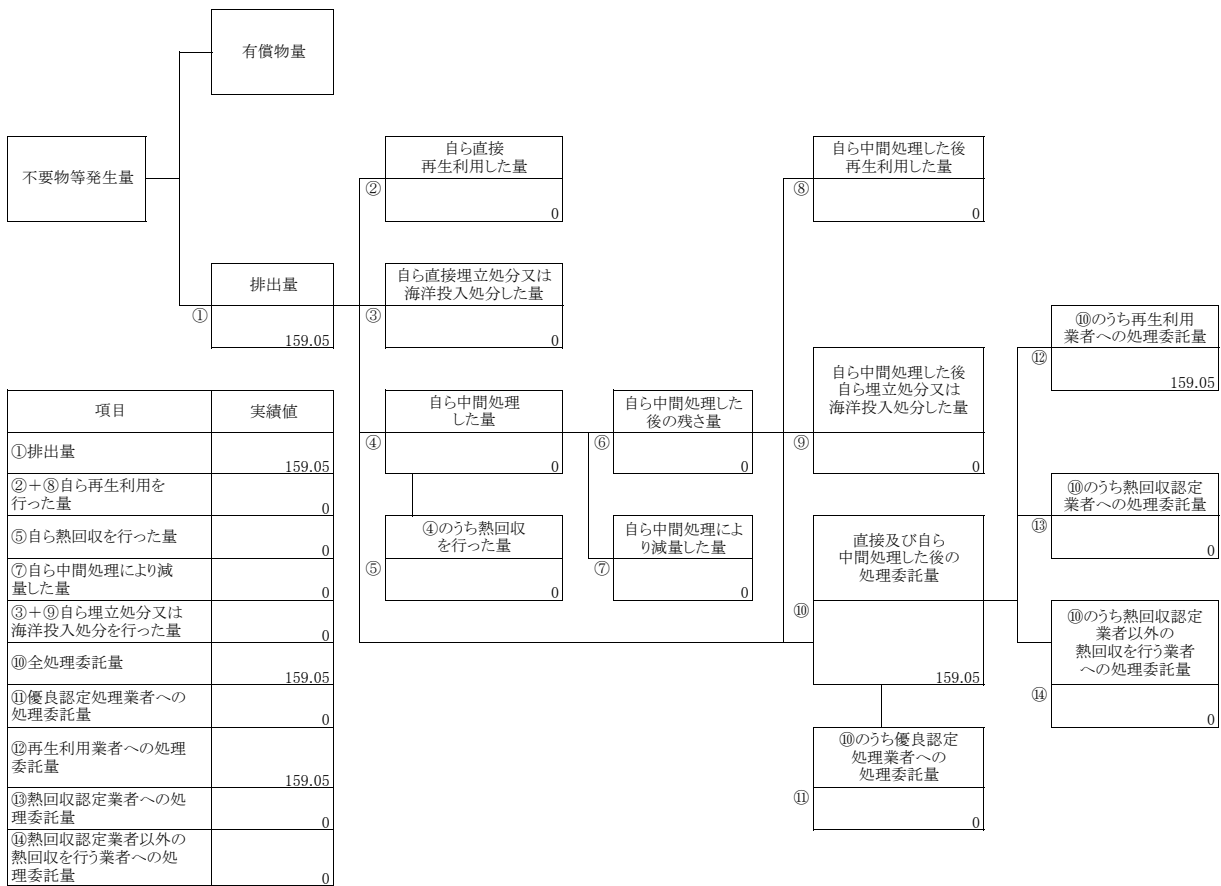 有償物量
不要物等発生量
自ら直接
再生利用した量
②
0
自ら中間処理した後
再生利用した量
⑧
0
排出量
①
159.05
自ら直接埋立処分又は
海洋投入処分した量
③
0
自ら中間処理
した量
④
0
自ら中間処理した
後の残さ量
⑥
0
自ら中間処理した後
自ら埋立処分又は
海洋投入処分した量
⑨
0
⑩のうち再生利用
業者への処理委託量
⑫
159.05
④のうち熱回収
を行った量
⑤
0
自ら中間処理によ
り減量した量
⑦
0
直接及び自ら
中間処理した後の
処理委託量
⑩
159.05
⑩のうち熱回収認定
業者への処理委託量
⑬
0
⑩のうち熱回収認定
業者以外の
熱回収を行う業者
への処理委託量
⑭
0
⑩のうち優良認定
処理業者への
処理委託量
⑪
0
項目 実績値
①排出量
159.05
②＋⑧自ら再生利用を
行った量
0
⑤自ら熱回収を行った量
0
⑦自ら中間処理により減
量した量
0
③＋⑨自ら埋立処分又は
海洋投入処分を行った量
0
⑩全処理委託量
159.05
⑪優良認定処理業者への
処理委託量
0
⑫再生利用業者への処理
委託量
159.05
⑬熱回収認定業者への処
理委託量
0
⑭熱回収認定業者以外の
熱回収を行う業者への処
理委託量
0